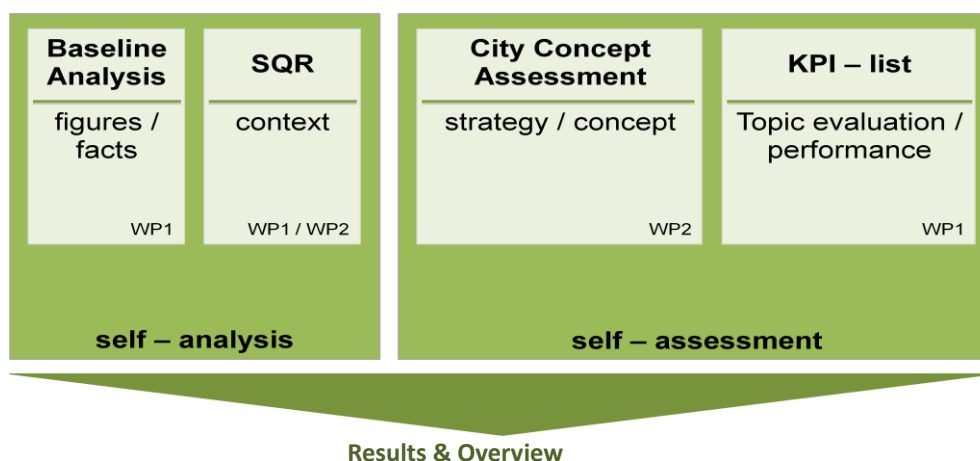 Baseline
Analysis
figures /
facts
WP1
SQR
context
WP1 / WP2
self – analysis
City Concept
Assessment
strategy / concept
WP2
KPI – list
Topic evaluation /
performance
WP1
self – assessment
Results & Overview